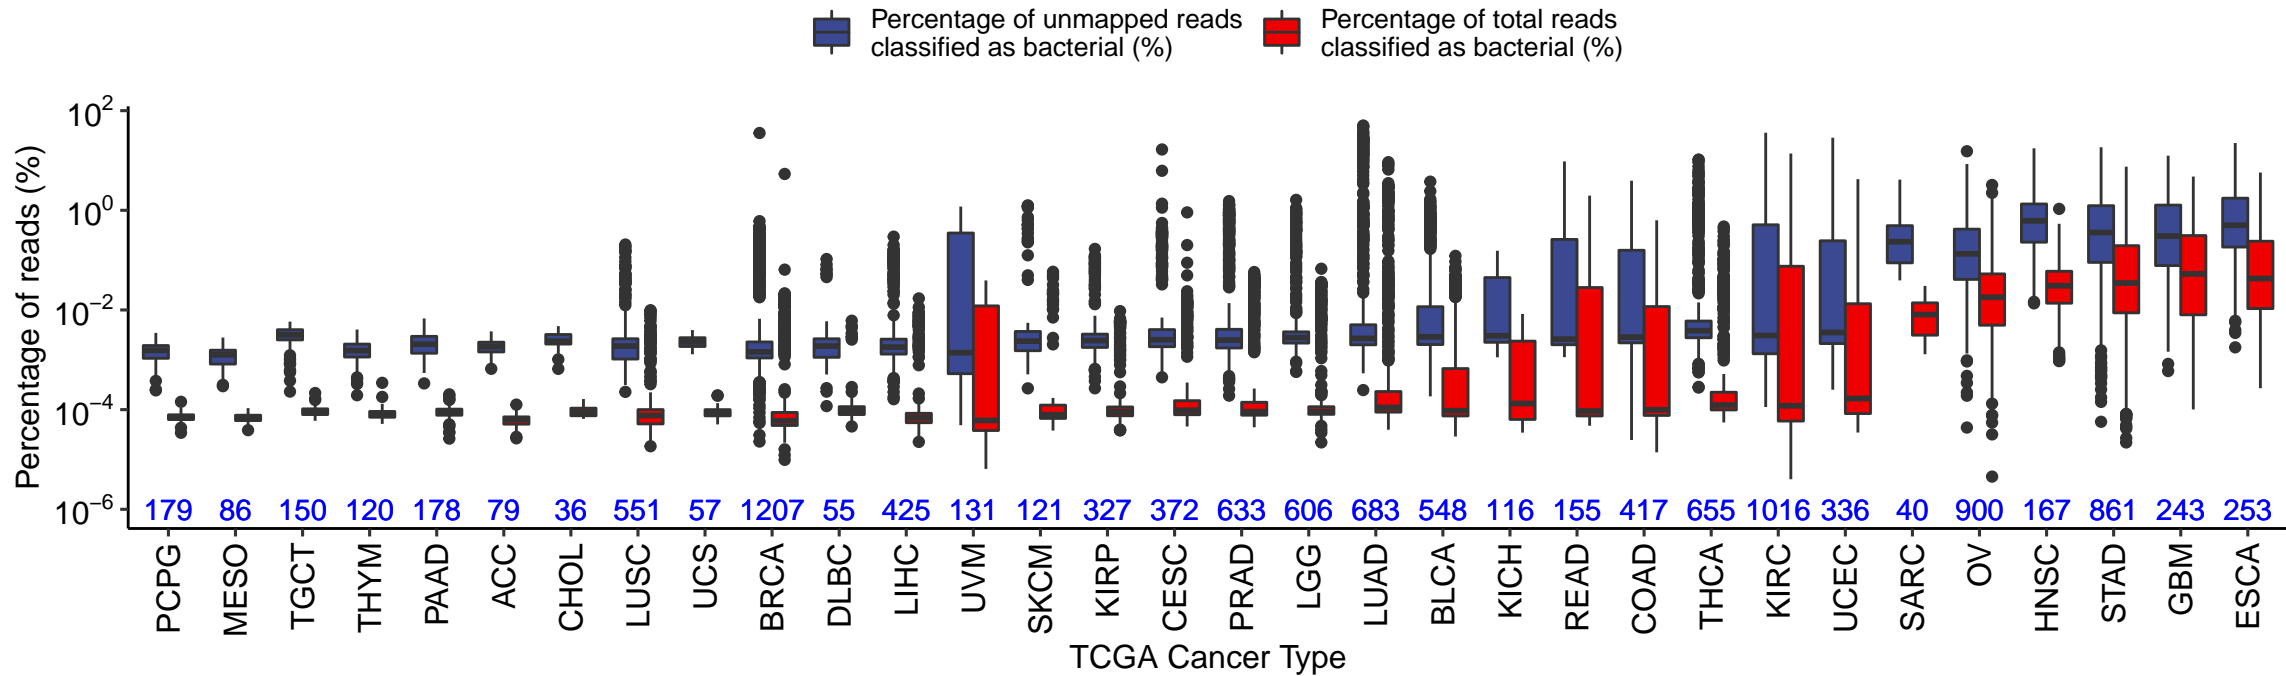 Percentage of unmapped reads
classified as bacterial (%)
Percentage of total reads
classified as bacterial (%)
Percentage of reads (%)
10²
10⁰
10⁻²
10⁻⁴
10⁻⁶
179 86 150 120 178 79 36 551 57 1207 55 425 131 121 327 372 633 606 683 548 116 155 417 655 1016 336 40 900 167 861 243 253
PCPG MESO TGCT THYM PAAD ACC CHOL LUSC UCS BRCA DLBC LIHC UVM SKCM KIRP CESC PRAD LGG LUAD BLCA KICH READ COAD THCA KIRC UCEC SARC OV HNSC STAD GBM ESCA
TCGA Cancer Type